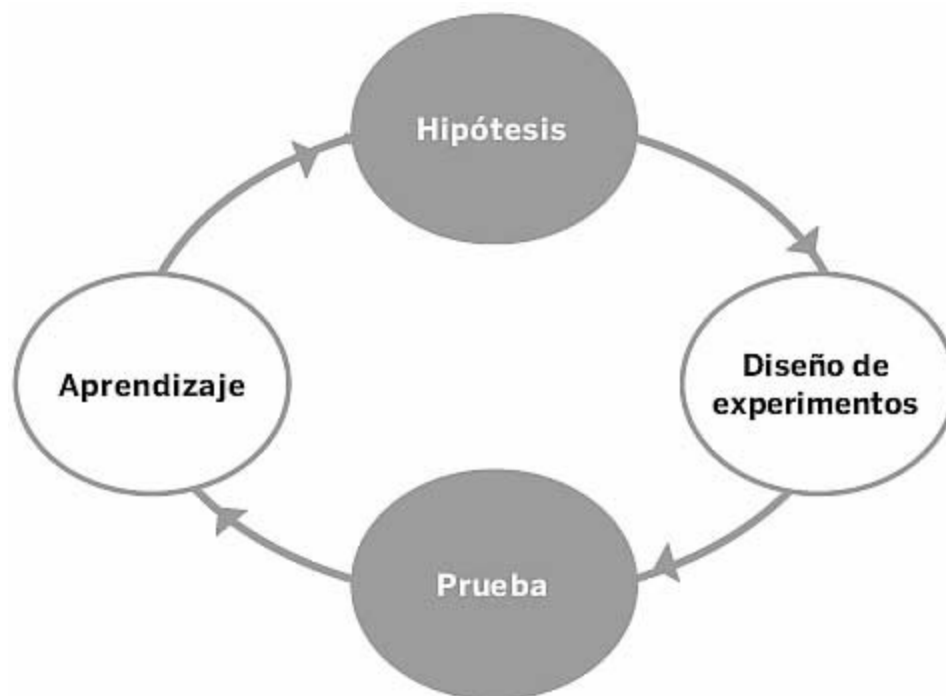 Hipótesis
Diseño de
experimentos
Aprendizaje
Prueba